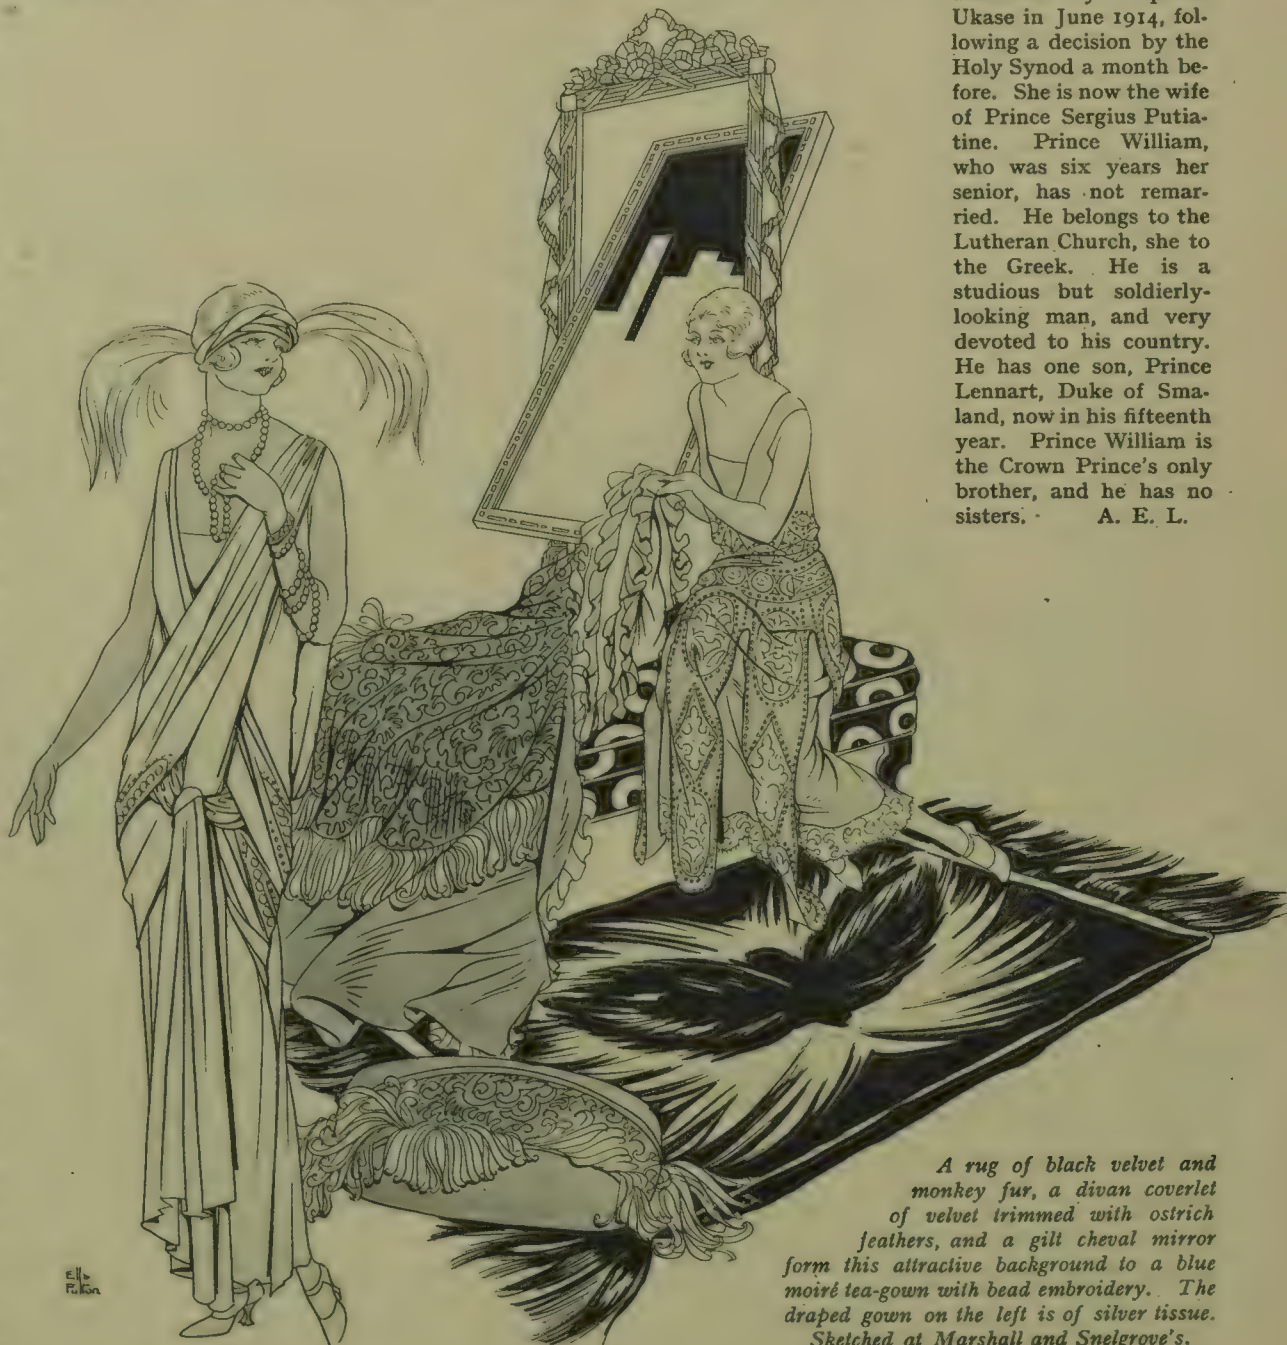 Ukase in June 1914, fol-
lowing a decision by the
Holy Synod a month be-
fore. She is now the wife
of Prince Sergius Putia-
tine. Prince William,
who was six years her
senior, has not remar-
ried. He belongs to the
Lutheran Church, she to
the Greek. He is a
studious but soldierly-
looking man, and very
devoted to his country.
He has one son, Prince
Lennart, Duke of Sma-
land, now in his fifteenth
year. Prince William is
the Crown Prince's only
brother, and he has no
sisters. A. E. L.
A rug of black velvet and
monkey fur, a divan coverlet
of velvet trimmed with ostrich
feathers, and a gilt cheval mirror
form this attractive background to a blue
moiré tea-gown with bead embroidery. The
draped gown on the left is of silver tissue.
Sketched at Marshall and Snelgrove's.